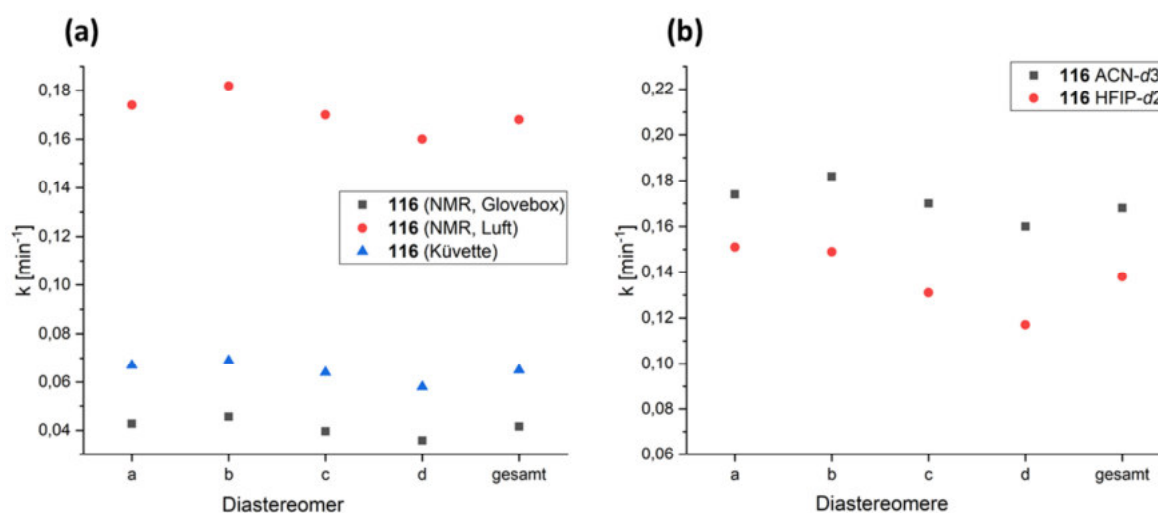 (a)
0,18
0,16
0,14
0,12
0,10
0,08
0,06
0,04
k [min⁻¹]
116 (NMR, Glovebox)
116 (NMR, Luft)
116 (Küvette)
a b c d gesamt
Diastereomer
(b)
0,22
0,20
0,18
0,16
0,14
0,12
0,10
0,08
0,06
k [min⁻¹]
116 ACN-d3
116 HFIP-d2
a b c d gesamt
Diastereomere